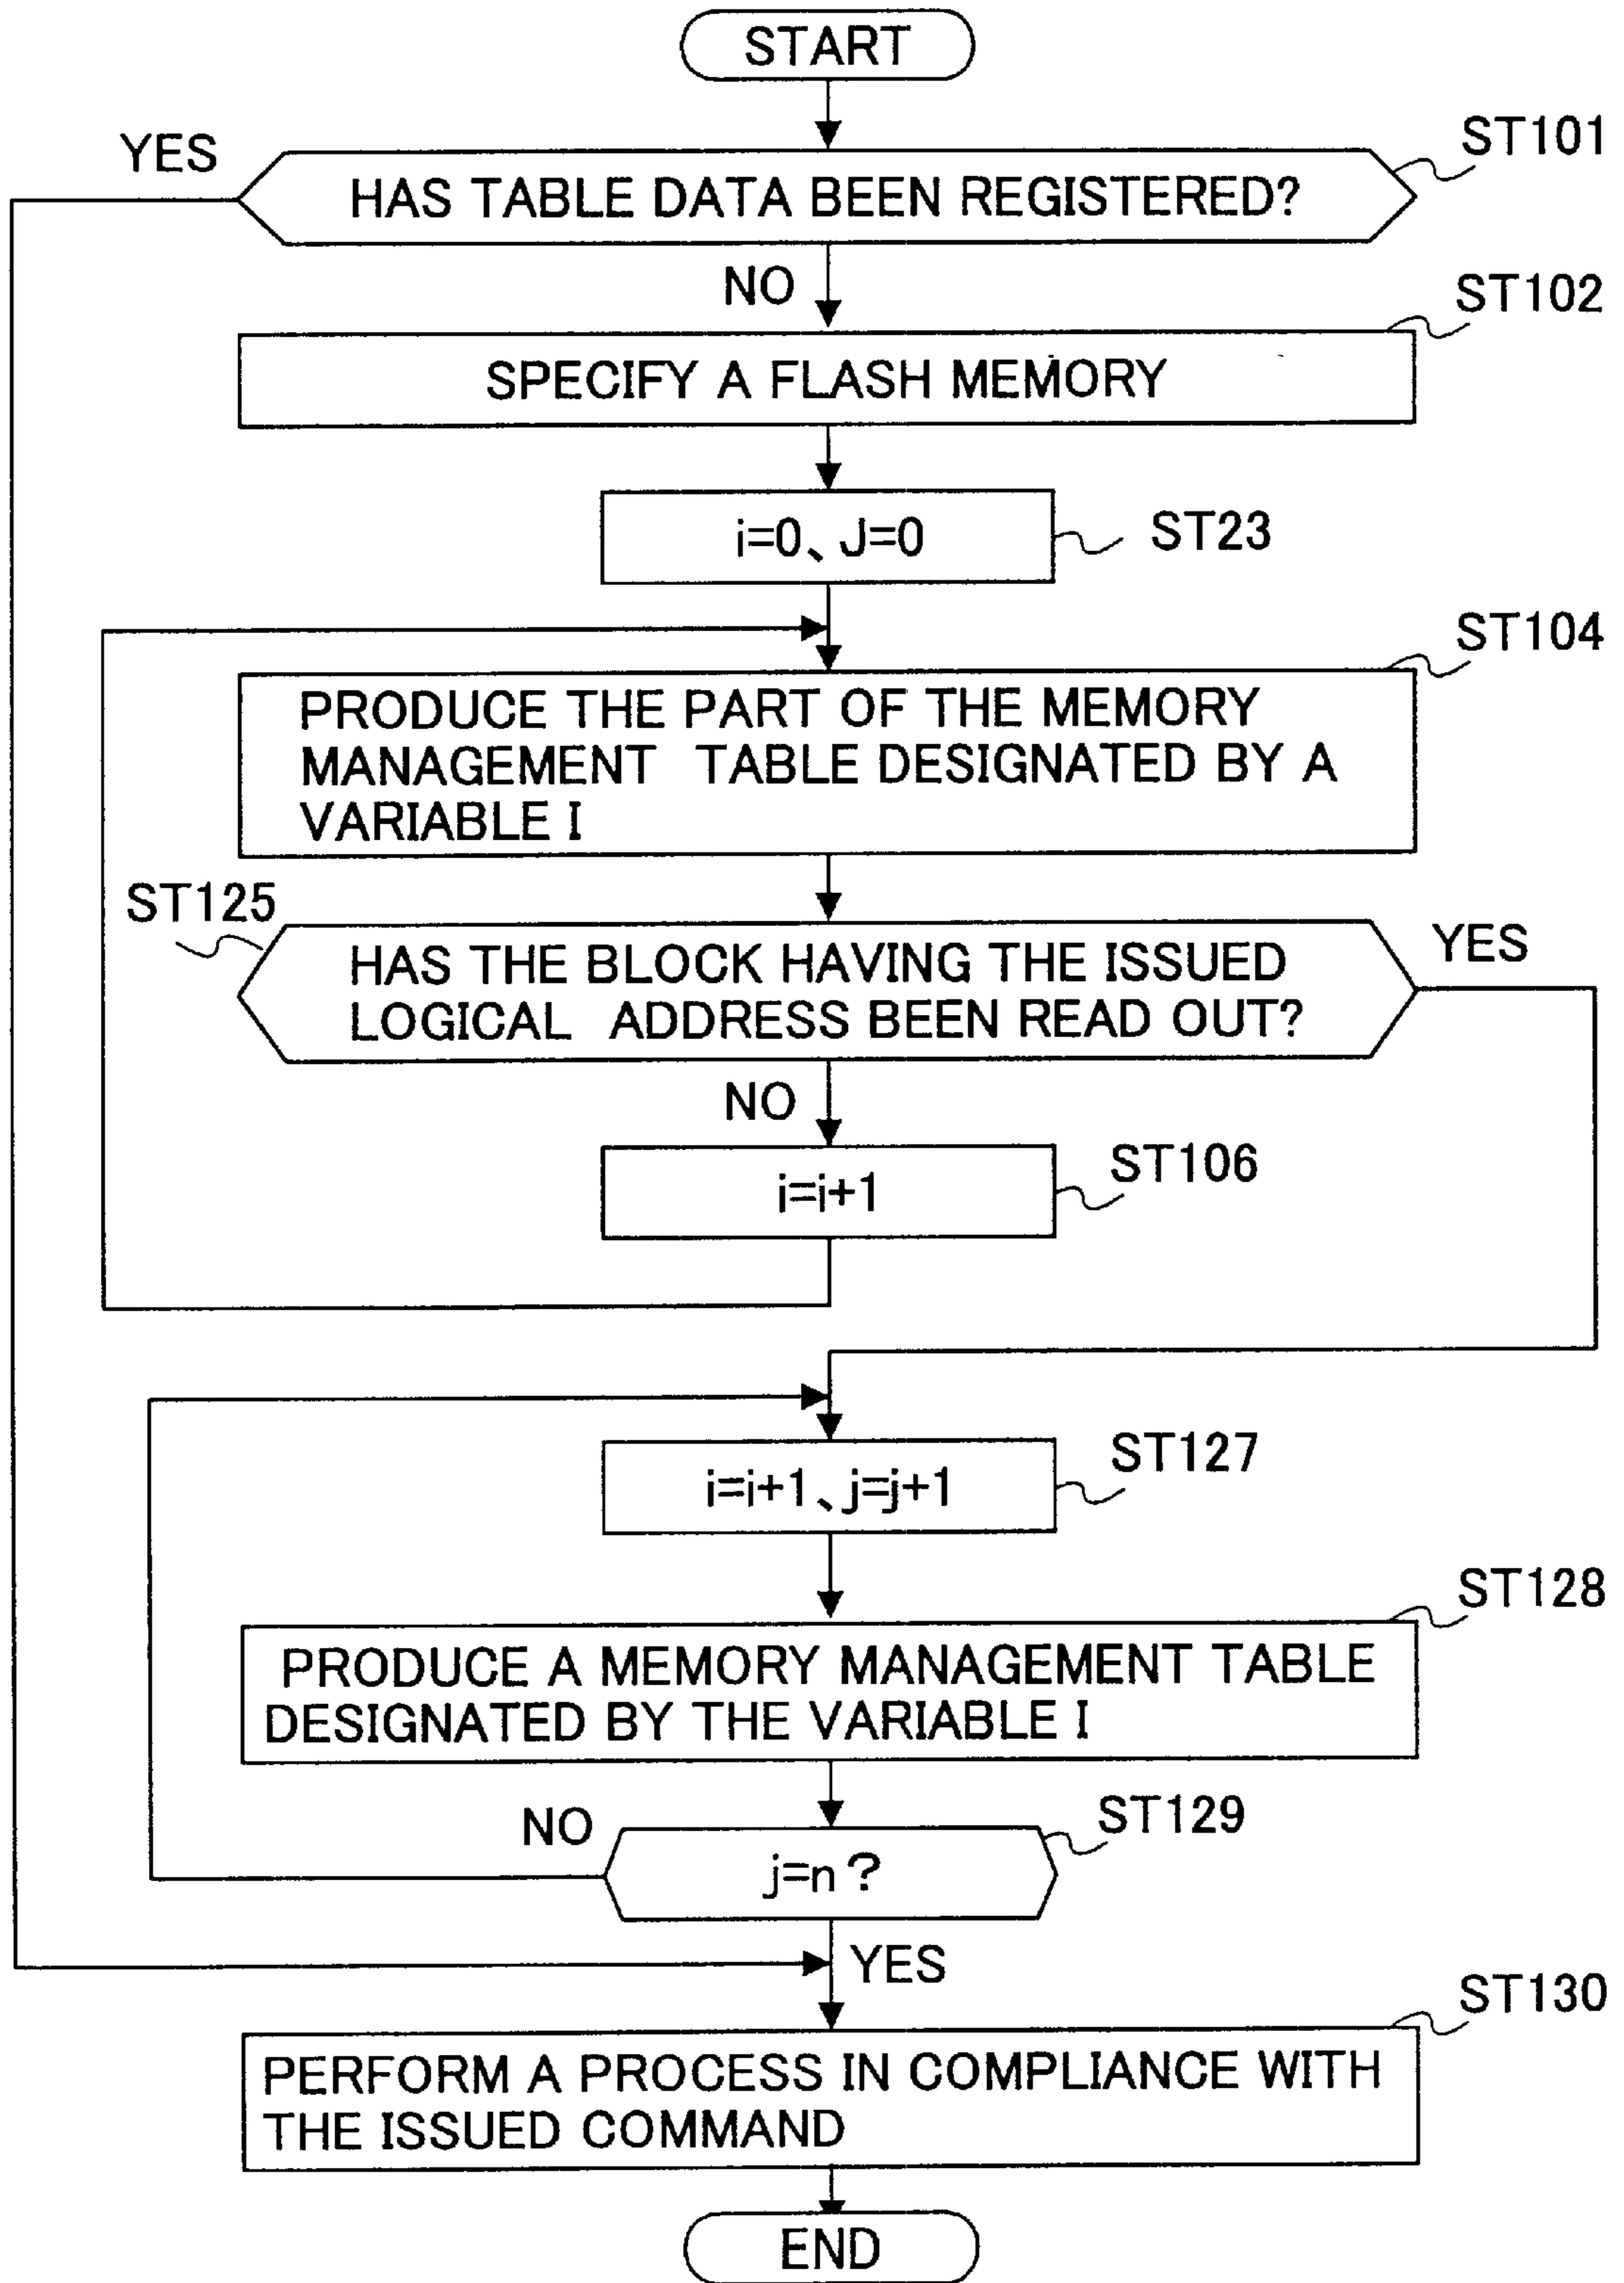 START
YES
ST101
HAS TABLE DATA BEEN REGISTERED?
NO
ST102
SPECIFY A FLASH MEMORY
i=0、J=0
ST23
ST104
PRODUCE THE PART OF THE MEMORY
MANAGEMENT TABLE DESIGNATED BY A
VARIABLE I
ST125
YES
HAS THE BLOCK HAVING THE ISSUED
LOGICAL ADDRESS BEEN READ OUT?
NO
ST106
i=i+1
ST127
i=i+1、j=j+1
ST128
PRODUCE A MEMORY MANAGEMENT TABLE
DESIGNATED BY THE VARIABLE I
NO
ST129
j=n?
YES
ST130
PERFORM A PROCESS IN COMPLIANCE WITH
THE ISSUED COMMAND
END